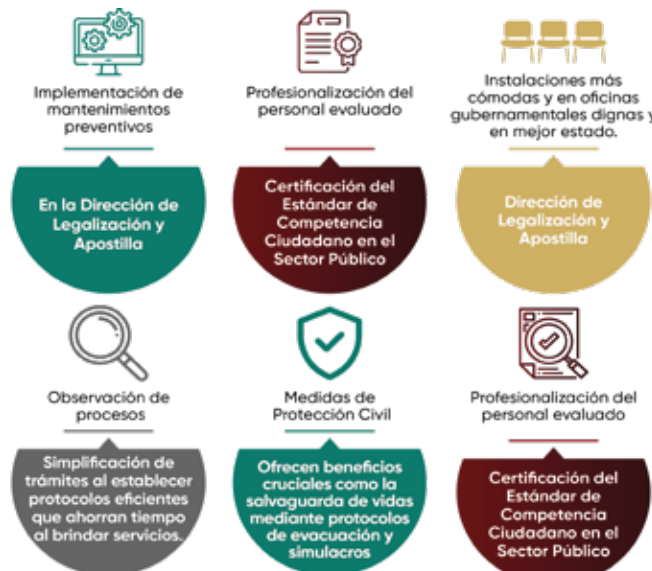 Implementación de
mantenimientos
preventivos
En la Dirección de
Legalización y
Apostilla
Profesionalización del
personal evaluado
Certificación del
Estándar de
Competencia
Ciudadano en el
Sector Público
Instalaciones más
cómodas y en oficinas
gubernamentales dignas y
en mejor estado.
Dirección de
Legalización y
Apostilla
Observación de
procesos
Simplificación de
trámites al establecer
protocolos eficientes
que ahorran tiempo
al brindar servicios.
Medidas de
Protección Civil
Ofrecen beneficios
cruciales como la
salvaguarda de vidas
mediante protocolos
de evacuación y
simulacros
Profesionalización del
personal evaluado
Certificación del
Estándar de
Competencia
Ciudadano en el
Sector Público